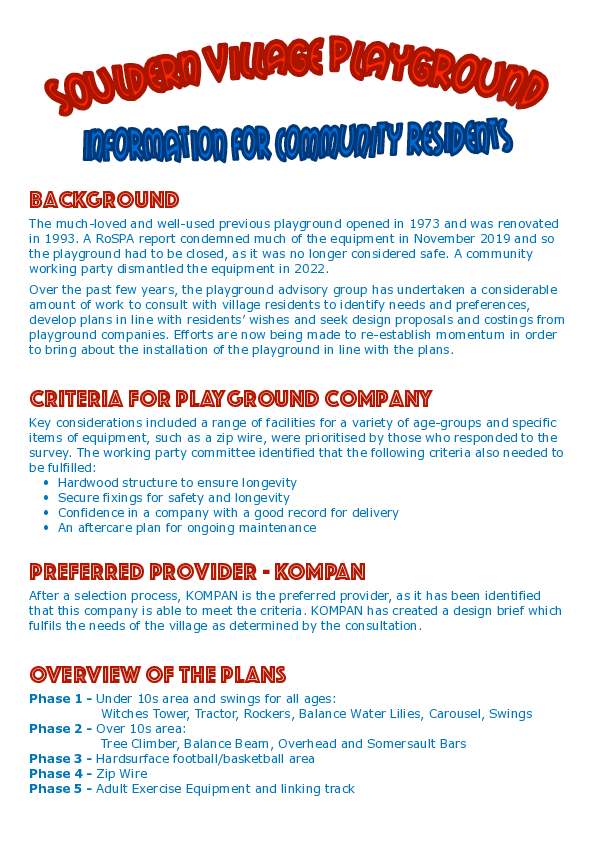 SOULDERN VILLAGE PLAYGROUND
INFORMATION FOR COMMUNITY RESIDENTS
BACKGROUND
The much-loved and well-used previous playground opened in 1973 and was renovated
in 1993. A RoSPA report condemned much of the equipment in November 2019 and so
the playground had to be closed, as it was no longer considered safe. A community
working party dismantled the equipment in 2022.
Over the past few years, the playground advisory group has undertaken a considerable
amount of work to consult with village residents to identify needs and preferences,
develop plans in line with residents’ wishes and seek design proposals and costings from
playground companies. Efforts are now being made to re-establish momentum in order
to bring about the installation of the playground in line with the plans.
CRITERIA FOR PLAYGROUND COMPANY
Key considerations included a range of facilities for a variety of age-groups and specific
items of equipment, such as a zip wire, were prioritised by those who responded to the
survey. The working party committee identified that the following criteria also needed to
be fulfilled:
• Hardwood structure to ensure longevity
• Secure fixings for safety and longevity
• Confidence in a company with a good record for delivery
• An aftercare plan for ongoing maintenance
PREFERRED PROVIDER - KOMPAN
After a selection process, KOMPAN is the preferred provider, as it has been identified
that this company is able to meet the criteria. KOMPAN has created a design brief which
fulfils the needs of the village as determined by the consultation.
OVERVIEW OF THE PLANS
Phase 1 – Under 10s area and swings for all ages:
Witches Tower, Tractor, Rockers, Balance Water Lilies, Carousel, Swings
Phase 2 – Over 10s area:
Tree Climber, Balance Beam, Overhead and Somersault Bars
Phase 3 – Hardsurface football/basketball area
Phase 4 – Zip Wire
Phase 5 – Adult Exercise Equipment and linking track